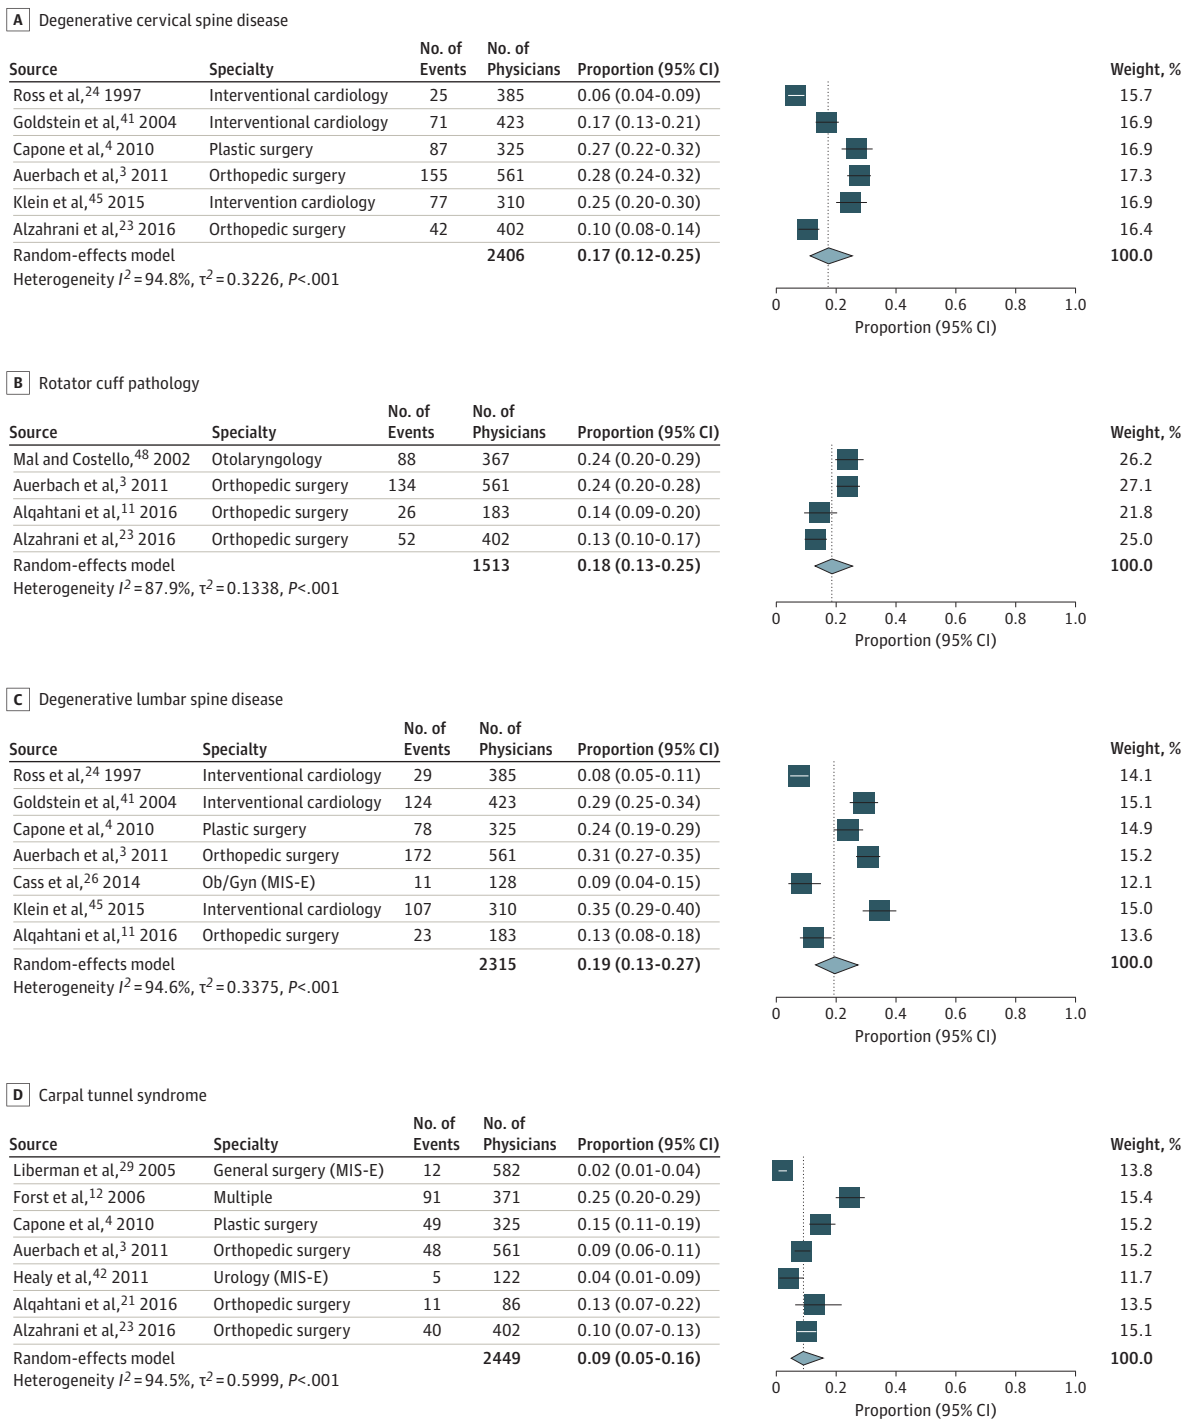 A Degenerative cervical spine disease
Source Specialty No. of Events No. of Physicians Proportion (95% CI) Weight, %
Ross et al,24 1997 Interventional cardiology 25 385 0.06 (0.04-0.09) 15.7
Goldstein et al,41 2004 Interventional cardiology 71 423 0.17 (0.13-0.21) 16.9
Capone et al,4 2010 Plastic surgery 87 325 0.27 (0.22-0.32) 16.9
Auerbach et al,3 2011 Orthopedic surgery 155 561 0.28 (0.24-0.32) 17.3
Klein et al,45 2015 Intervention cardiology 77 310 0.25 (0.20-0.30) 16.9
Alzahrani et al,23 2016 Orthopedic surgery 42 402 0.10 (0.08-0.14) 16.4
Random-effects model 2406 0.17 (0.12-0.25) 100.0
Heterogeneity I2=94.8%, τ2=0.3226, P<.001
0 0.2 0.4 0.6 0.8 1.0
Proportion (95% CI)
B Rotator cuff pathology
Source Specialty No. of Events No. of Physicians Proportion (95% CI) Weight, %
Mal and Costello,48 2002 Otolaryngology 88 367 0.24 (0.20-0.29) 26.2
Auerbach et al,3 2011 Orthopedic surgery 134 561 0.24 (0.20-0.28) 27.1
Alqahtani et al,11 2016 Orthopedic surgery 26 183 0.14 (0.09-0.20) 21.8
Alzahrani et al,23 2016 Orthopedic surgery 52 402 0.13 (0.10-0.17) 25.0
Random-effects model 1513 0.18 (0.13-0.25) 100.0
Heterogeneity I2=87.9%, τ2=0.1338, P<.001
0 0.2 0.4 0.6 0.8 1.0
Proportion (95% CI)
C Degenerative lumbar spine disease
Source Specialty No. of Events No. of Physicians Proportion (95% CI) Weight, %
Ross et al,24 1997 Interventional cardiology 29 385 0.08 (0.05-0.11) 14.1
Goldstein et al,41 2004 Interventional cardiology 124 423 0.29 (0.25-0.34) 15.1
Capone et al,4 2010 Plastic surgery 78 325 0.24 (0.19-0.29) 14.9
Auerbach et al,3 2011 Orthopedic surgery 172 561 0.31 (0.27-0.35) 15.2
Cass et al,26 2014 Ob/Gyn (MIS-E) 11 128 0.09 (0.04-0.15) 12.1
Klein et al,45 2015 Interventional cardiology 107 310 0.35 (0.29-0.40) 15.0
Alqahtani et al,11 2016 Orthopedic surgery 23 183 0.13 (0.08-0.18) 13.6
Random-effects model 2315 0.19 (0.13-0.27) 100.0
Heterogeneity I2=94.6%, τ2=0.3375, P<.001
0 0.2 0.4 0.6 0.8 1.0
Proportion (95% CI)
D Carpal tunnel syndrome
Source Specialty No. of Events No. of Physicians Proportion (95% CI) Weight, %
Liberman et al,29 2005 General surgery (MIS-E) 12 582 0.02 (0.01-0.04) 13.8
Forst et al,12 2006 Multiple 91 371 0.25 (0.20-0.29) 15.4
Capone et al,4 2010 Plastic surgery 49 325 0.15 (0.11-0.19) 15.2
Auerbach et al,3 2011 Orthopedic surgery 48 561 0.09 (0.06-0.11) 15.2
Healy et al,42 2011 Urology (MIS-E) 5 122 0.04 (0.01-0.09) 11.7
Alqahtani et al,21 2016 Orthopedic surgery 11 86 0.13 (0.07-0.22) 13.5
Alzahrani et al,23 2016 Orthopedic surgery 40 402 0.10 (0.07-0.13) 15.1
Random-effects model 2449 0.09 (0.05-0.16) 100.0
Heterogeneity I2=94.5%, τ2=0.5999, P<.001
0 0.2 0.4 0.6 0.8 1.0
Proportion (95% CI)